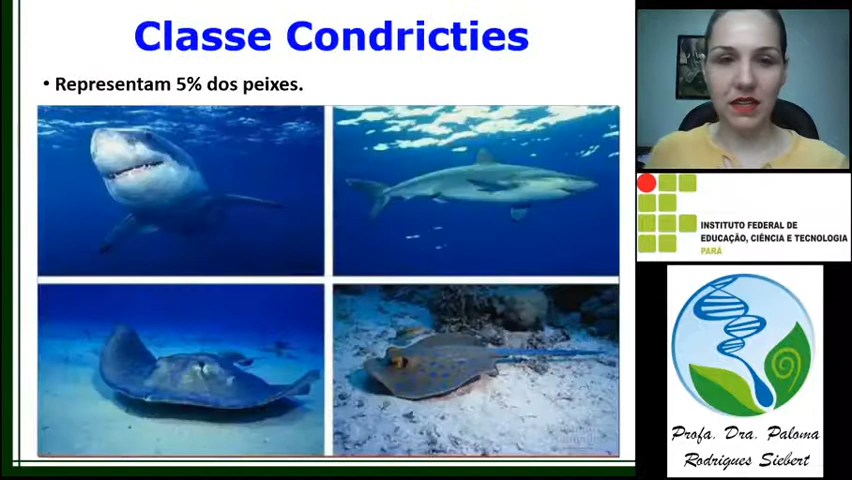 Classe Condricties
• Representam 5% dos peixes.
INSTITUTO FEDERAL DE
EDUCAÇÃO, CIÊNCIA E TECNOLOGIA
PARÁ
Profa. Dra. Paloma
Rodrigues Siebert